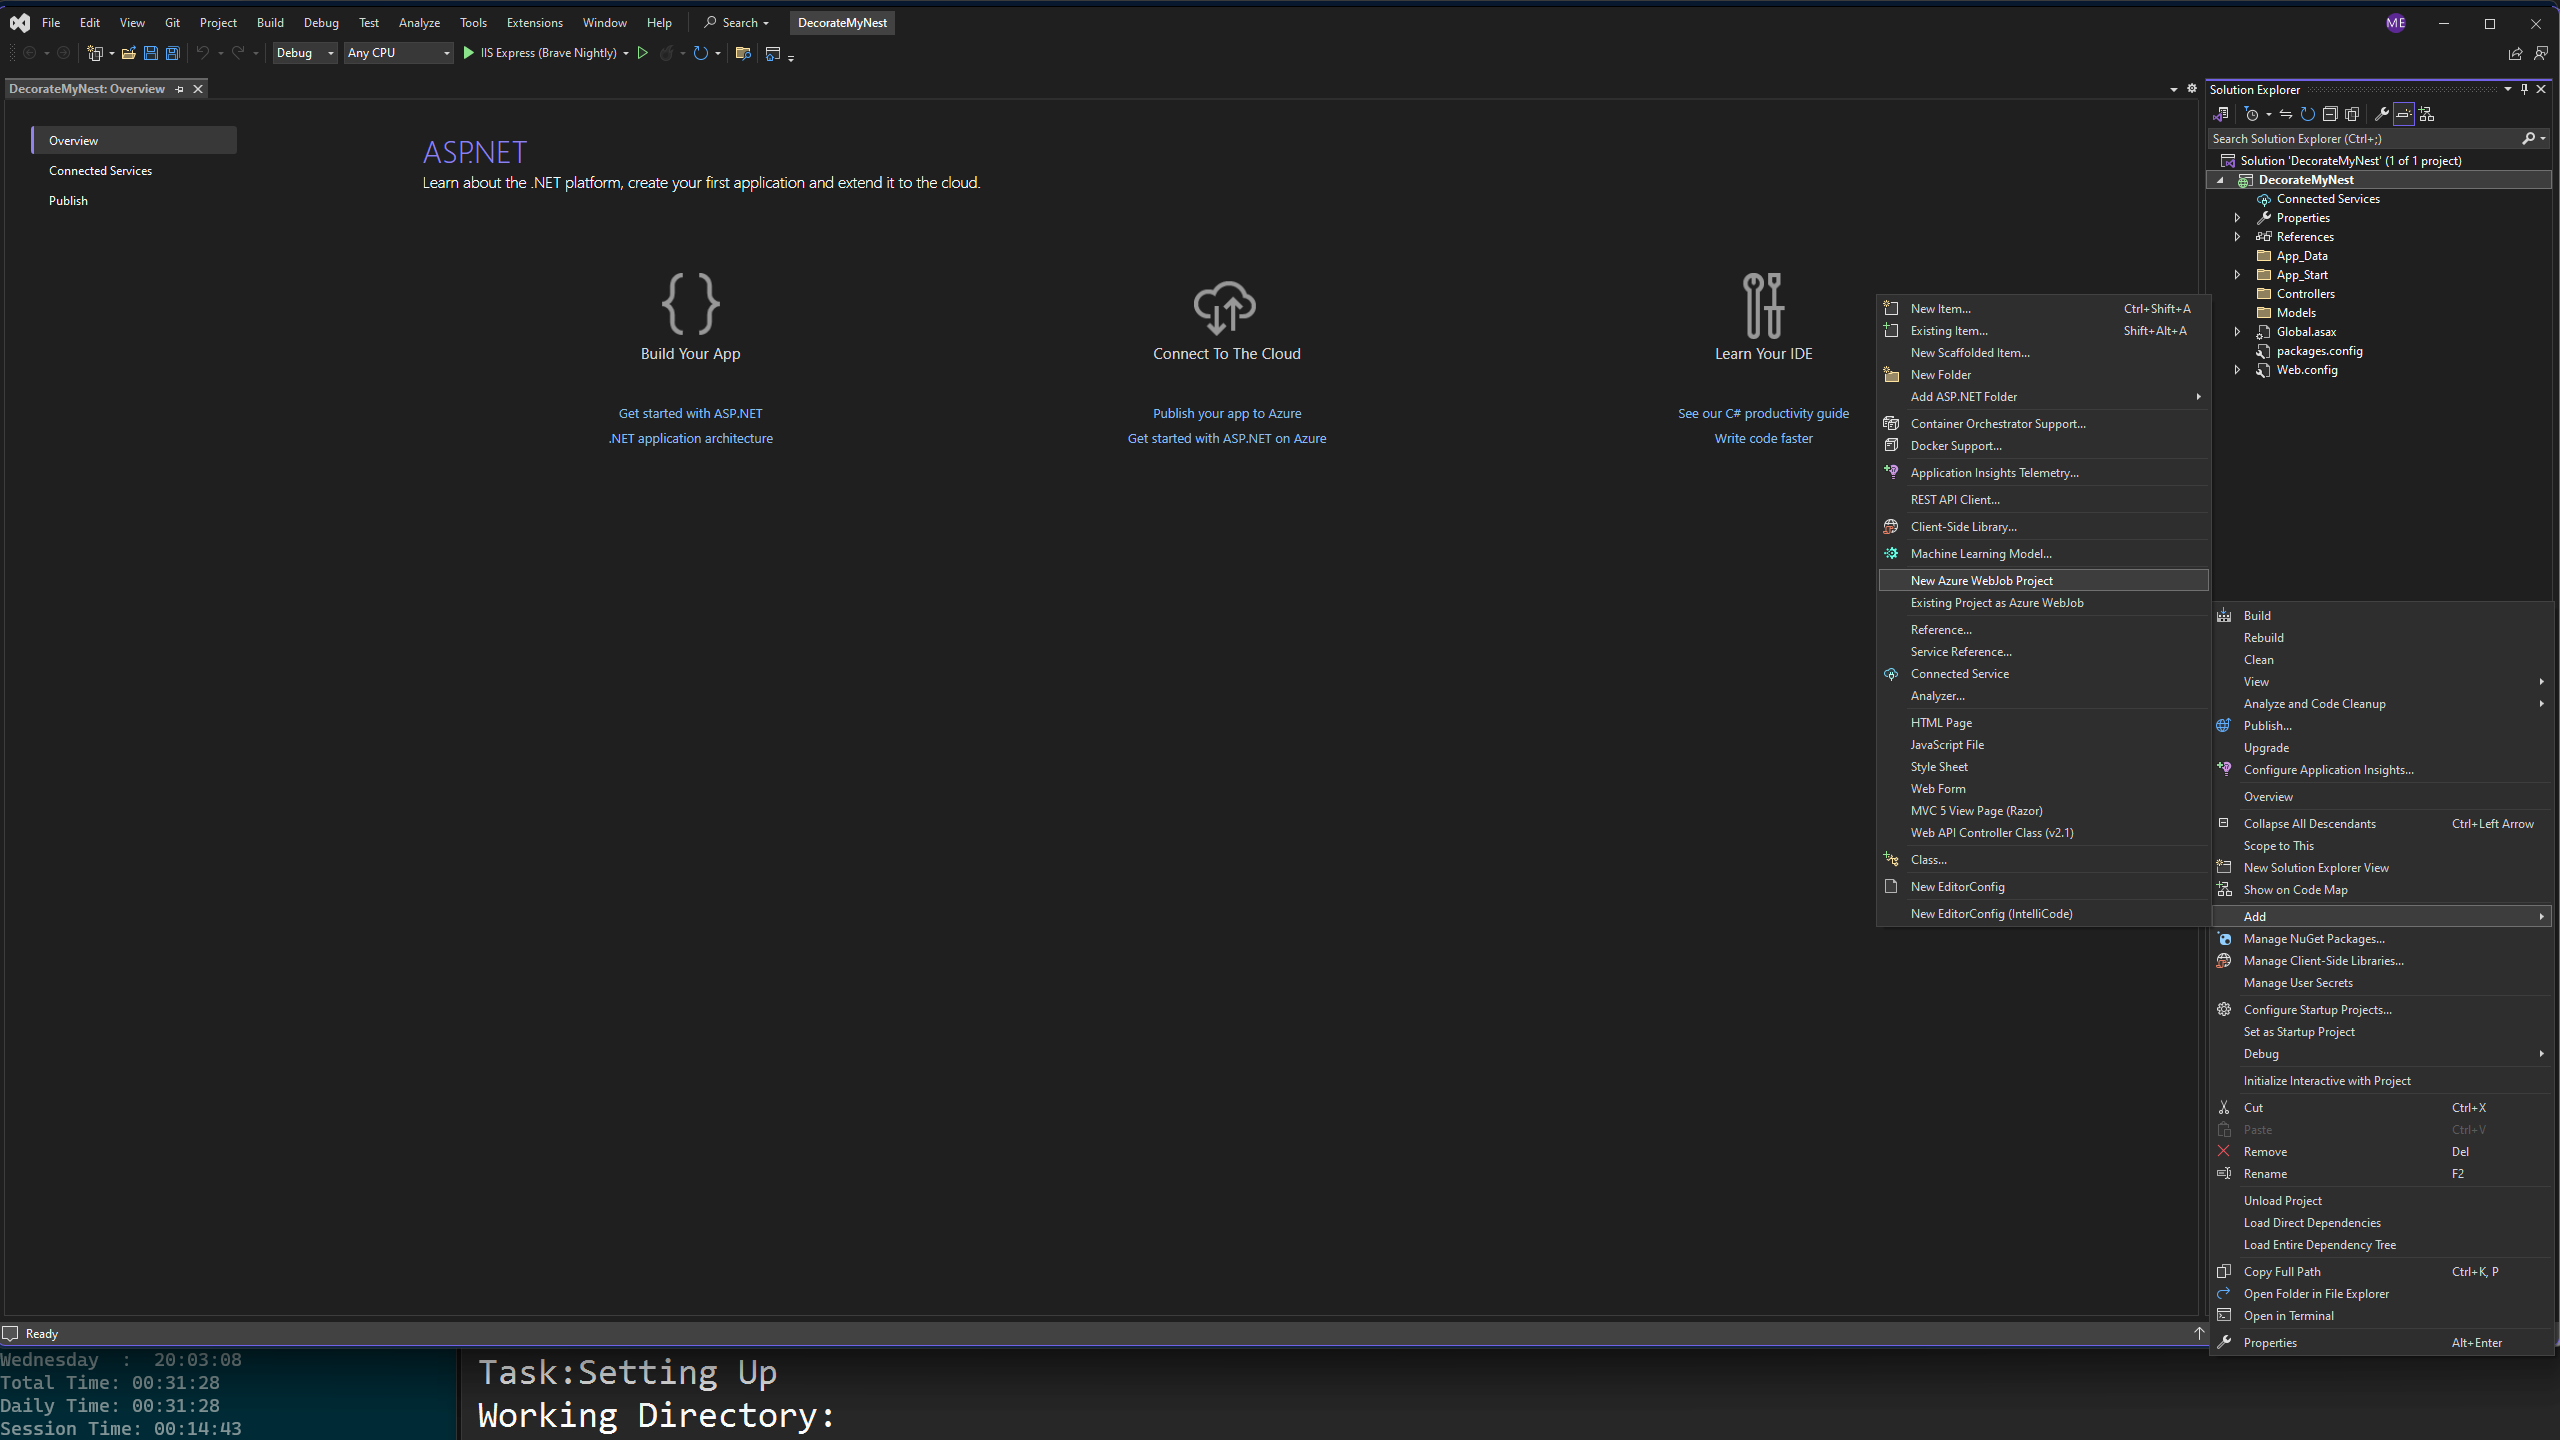 File Edit View Git Project Build Debug Test Analyze Tools Extensions Window Help Search DecorateMyNest ME
Debug Any CPU IIS Express (Brave Nightly)
DecorateMyNest: Overview
Overview
Connected Services
Publish
ASP.NET
Learn about the .NET platform, create your first application and extend it to the cloud.
Build Your App
Get started with ASP.NET
.NET application architecture
Connect To The Cloud
Publish your app to Azure
Get started with ASP.NET on Azure
Learn Your IDE
See our C# productivity guide
Write code faster
Solution Explorer
Search Solution Explorer (Ctrl+;)
Solution 'DecorateMyNest' (1 of 1 project)
DecorateMyNest
Connected Services
Properties
References
App_Data
App_Start
Controllers
Models
Global.asax
packages.config
Web.config
New Item... Ctrl+Shift+A
Existing Item... Shift+Alt+A
New Scaffolded Item...
New Folder
Add ASP.NET Folder
Container Orchestrator Support...
Docker Support...
Application Insights Telemetry...
REST API Client...
Client-Side Library...
Machine Learning Model...
New Azure WebJob Project
Existing Project as Azure WebJob
Reference...
Service Reference...
Connected Service
Analyzer...
HTML Page
JavaScript File
Style Sheet
Web Form
MVC 5 View Page (Razor)
Web API Controller Class (v2.1)
Class...
New EditorConfig
New EditorConfig (IntelliCode)
Build
Rebuild
Clean
View
Analyze and Code Cleanup
Publish...
Upgrade
Configure Application Insights...
Overview
Collapse All Descendants Ctrl+Left Arrow
Scope to This
New Solution Explorer View
Show on Code Map
Add
Manage NuGet Packages...
Manage Client-Side Libraries...
Manage User Secrets
Configure Startup Projects...
Set as Startup Project
Debug
Initialize Interactive with Project
Cut Ctrl+X
Paste Ctrl+V
Remove Del
Rename F2
Unload Project
Load Direct Dependencies
Load Entire Dependency Tree
Copy Full Path Ctrl+K, P
Open Folder in File Explorer
Open in Terminal
Properties Alt+Enter
Ready
Wednesday : 20:03:08
Total Time: 00:31:28
Daily Time: 00:31:28
Session Time: 00:14:43
Task:Setting Up
Working Directory: